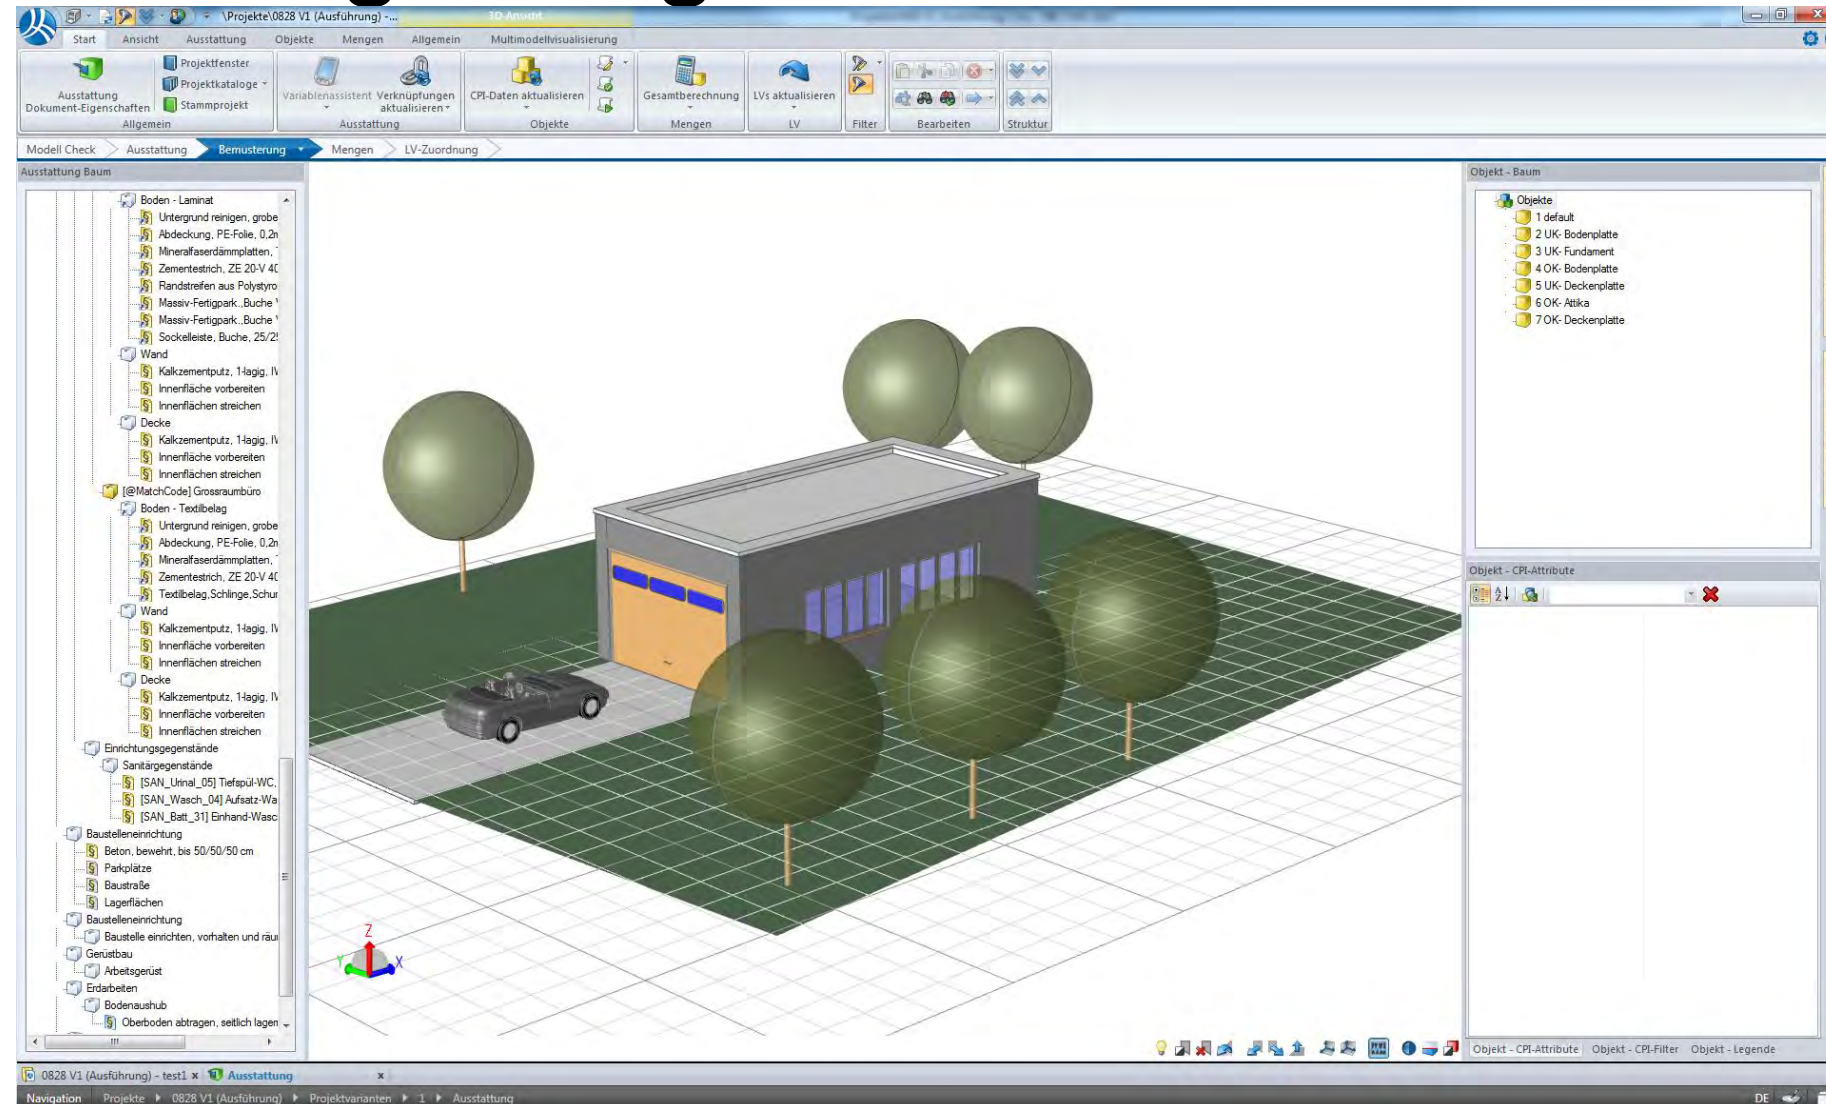 \Projekte\0828 V1 (Ausführung) -...
3D-Ansicht
Start Ansicht Ausstattung Objekte Mengen Allgemein Multimodellvisualisierung
Ausstattung
Dokument-Eigenschaften
Projektfenster
Projektkataloge
Stammprojekt
Allgemein
Variablenassistent
Verknüpfungen
aktualisieren
Ausstattung
CPI-Daten aktualisieren
Objekte
Gesamtberechnung
Mengen
LVs aktualisieren
LV
Filter
Bearbeiten
Struktur
Modell Check Ausstattung Bemusterung Mengen LV-Zuordnung
Ausstattung Baum
Boden - Laminat
Untergrund reinigen, grobe
Abdeckung, PE-Folie, 0,2
Mineralfaserdämmplatten,
Zementestrich, ZE 20-V 40
Randstreifen aus Polystyro
Massiv-Fertigpark.,Buche
Massiv-Fertigpark.,Buche
Sockelleiste, Buche, 25/2
Wand
Kalkzementputz, 1-lagig,
Innenfläche vorbereiten
Innenflächen streichen
Decke
Kalkzementputz, 1-lagig,
Innenfläche vorbereiten
Innenflächen streichen
[@MatchCode] Grossraumbüro
Boden - Textilbelag
Untergrund reinigen, grobe
Abdeckung, PE-Folie, 0,2
Mineralfaserdämmplatten,
Zementestrich, ZE 20-V 40
Textilbelag,Schlinge,Schur
Wand
Kalkzementputz, 1-lagig,
Innenfläche vorbereiten
Innenflächen streichen
Decke
Kalkzementputz, 1-lagig,
Innenfläche vorbereiten
Innenflächen streichen
Einrichtungsgegenstände
Sanitärgegenstände
[SAN_Urinal_05] Tiefspül-WC,
[SAN_Wasch_04] Aufsatz-Wa
[SAN_Batt_31] Einhand-Wasc
Baustelleneinrichtung
Beton, bewehrt, bis 50/50/50 cm
Parkplätze
Baustraße
Lagerflächen
Baustelleneinrichtung
Baustelle einrichten, vorhalten und räu
Gerüstbau
Arbeitsgerüst
Erdarbeiten
Bodenaushub
Oberboden abtragen, seitlich lagern
Z
Y
X
Objekt - Baum
Objekte
1 default
2 UK- Bodenplatte
3 UK- Fundament
4 OK- Bodenplatte
5 UK- Deckenplatte
6 OK- Attika
7 OK- Deckenplatte
Objekt - CPI-Attribute
Objekt - CPI-Attribute Objekt - CPI-Filter Objekt - Legende
0828 V1 (Ausführung) - test1 x Ausstattung x
Navigation Projekte 0828 V1 (Ausführung) Projektvarianten 1 Ausstattung
DE